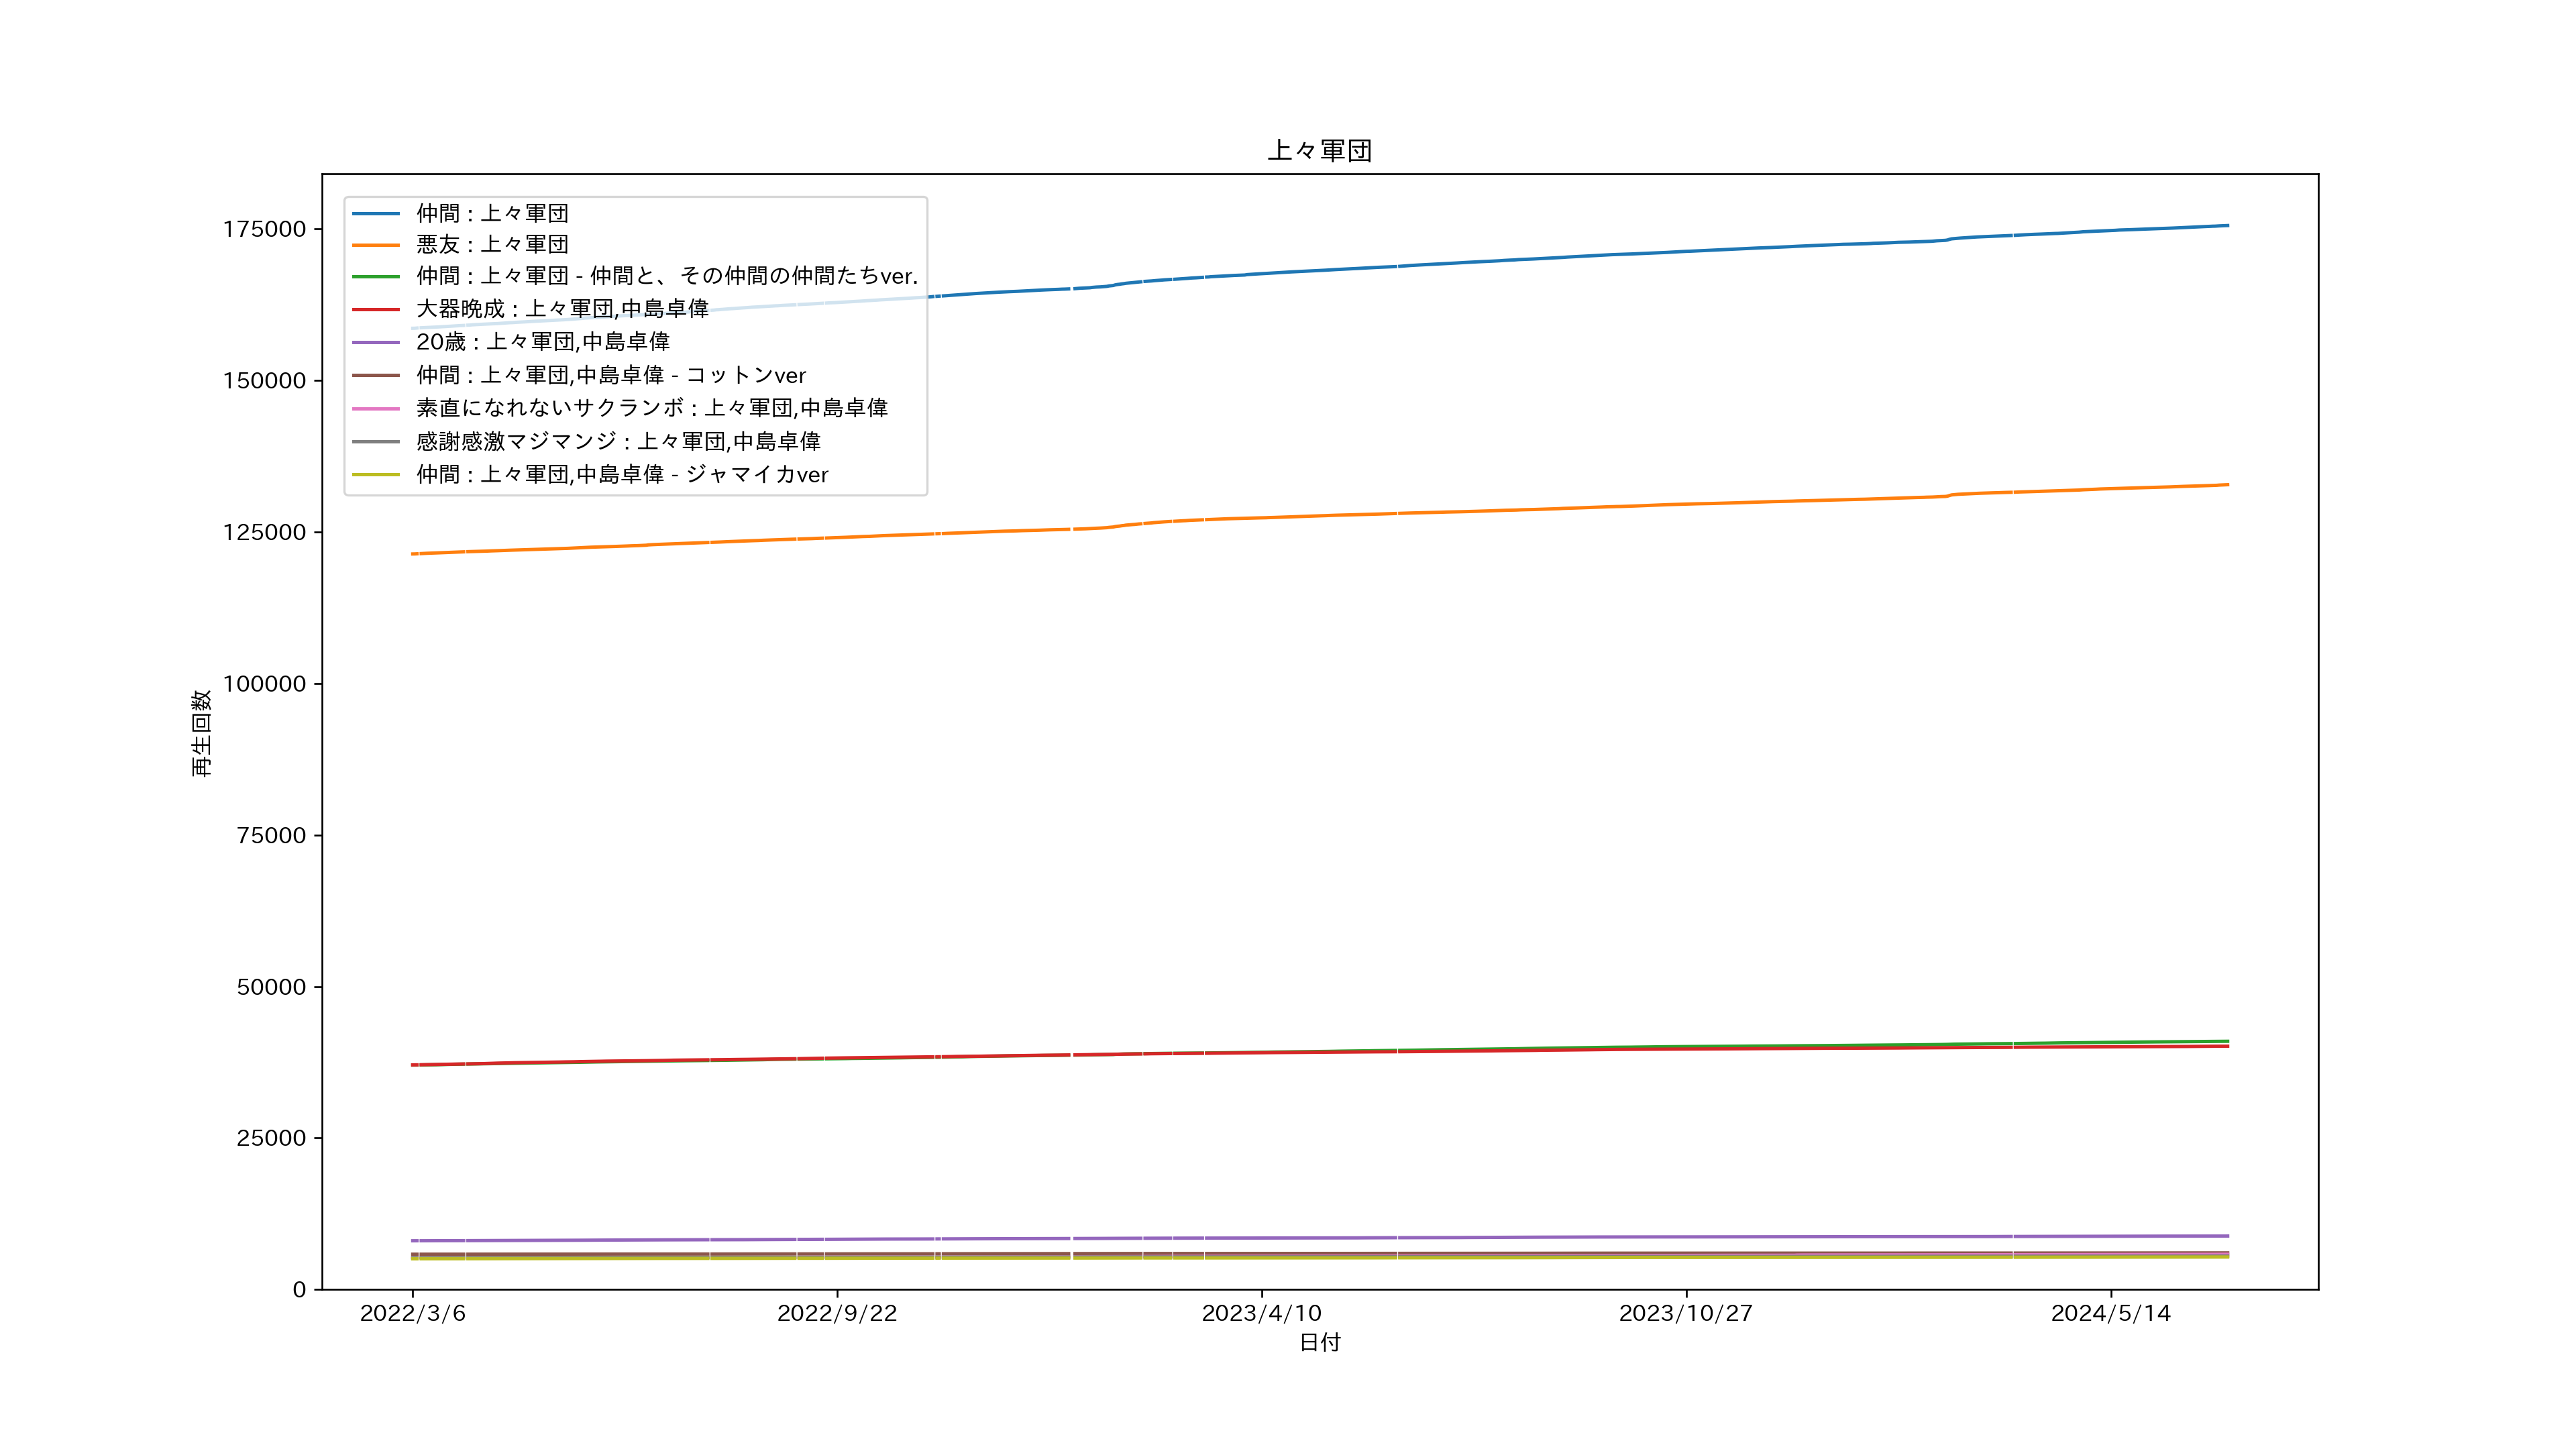 上々軍団
仲間 : 上々軍団
悪友 : 上々軍団
仲間 : 上々軍団 - 仲間と、その仲間の仲間たちver.
大器晩成 : 上々軍団,中島卓偉
20歳 : 上々軍団,中島卓偉
仲間 : 上々軍団,中島卓偉 - コットンver
素直になれないサクランボ : 上々軍団,中島卓偉
感謝感激マジマンジ : 上々軍団,中島卓偉
仲間 : 上々軍団,中島卓偉 - ジャマイカver
175000
150000
125000
100000
75000
50000
25000
0
再生回数
2022/3/6
2022/9/22
2023/4/10
2023/10/27
2024/5/14
日付